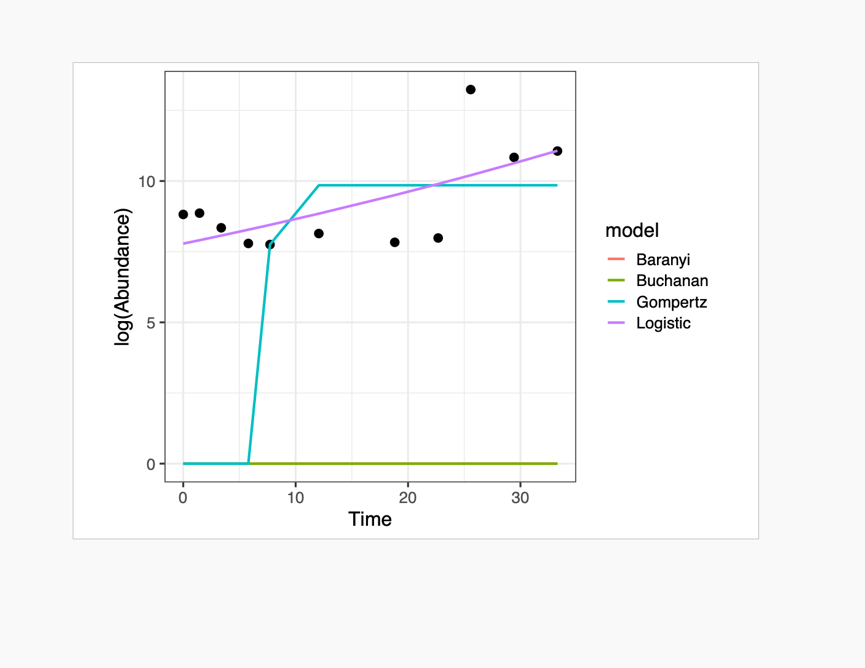 log(Abundance)
10
5
0
0 10 20 30
Time
model
Baranyi
Buchanan
Gompertz
Logistic